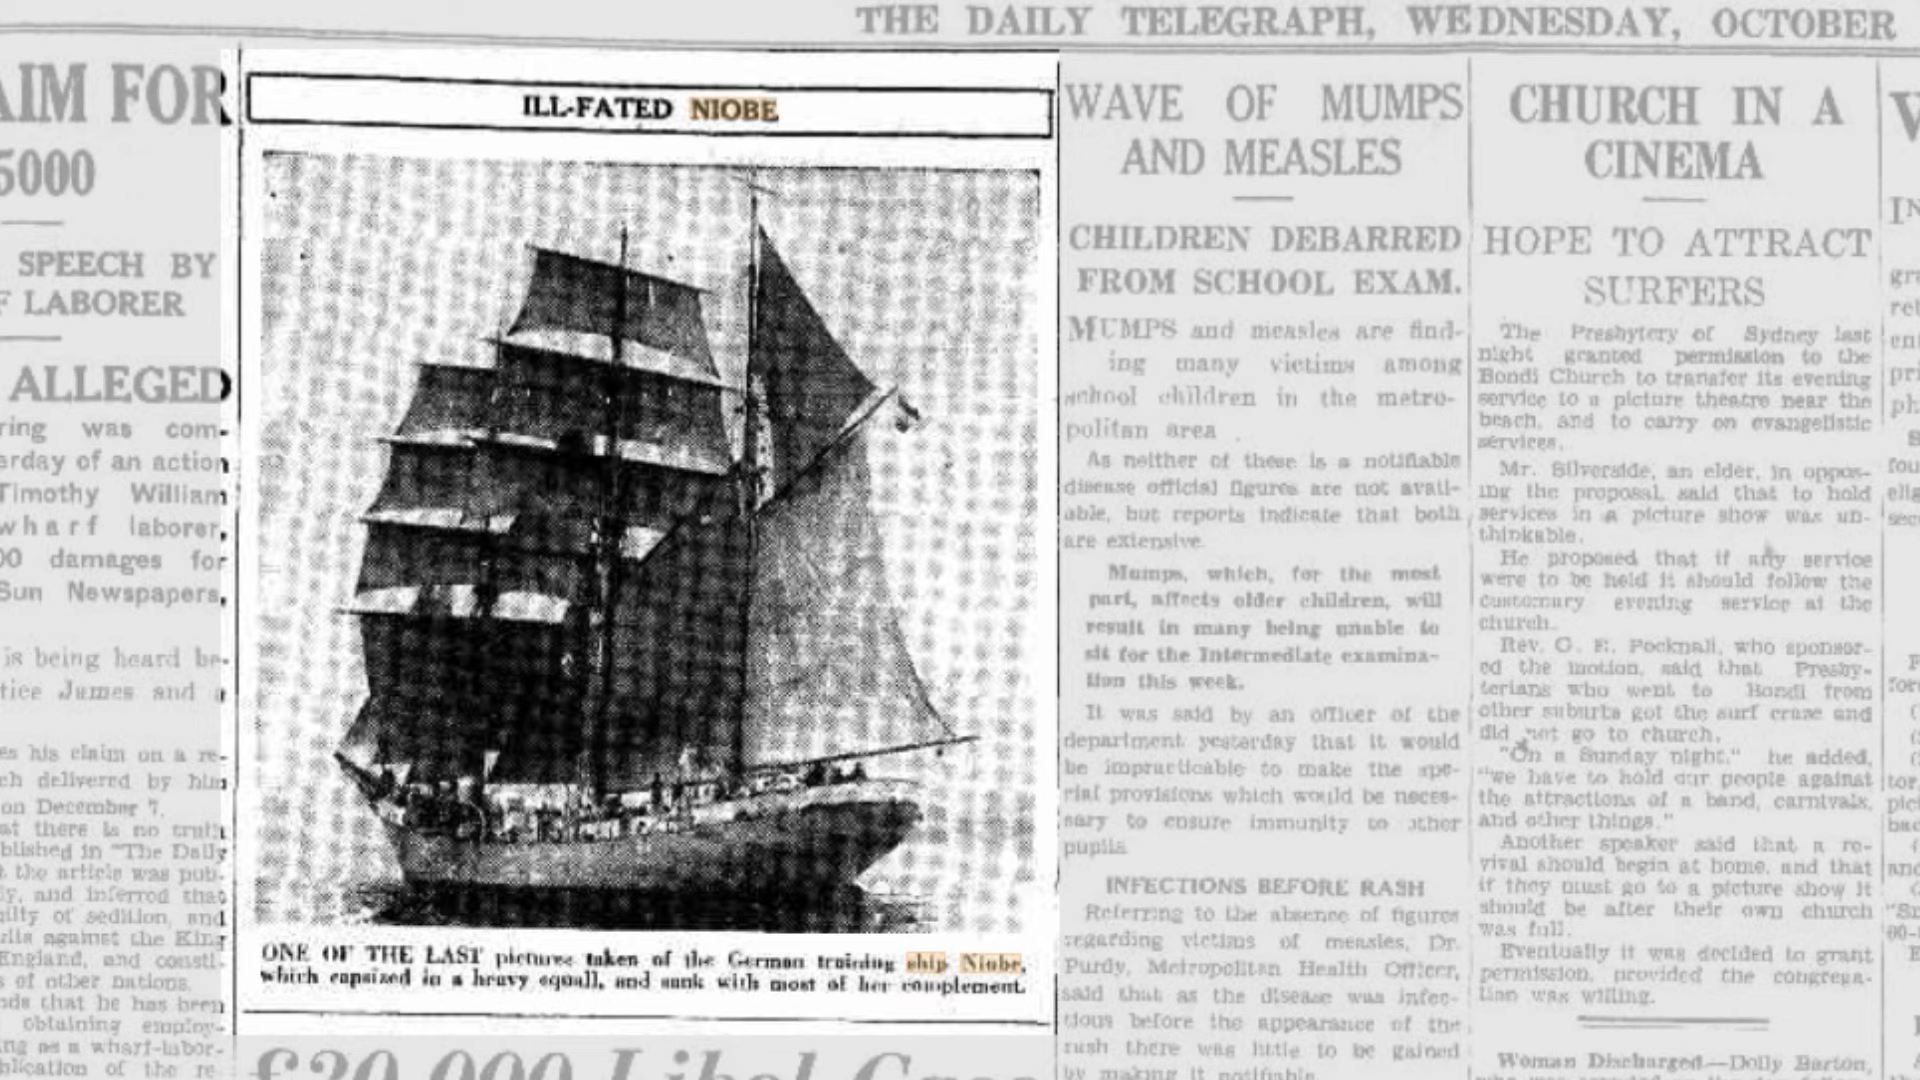 THE DAILY TELEGRAPH, WEDNESDAY, OCTOBER
AIM FOR
5000
SPEECH BY
F LABORER
ALLEGED
ring was com-
erday of an action
Timothy William
wharf laborer,
00 damages for
Sun Newspapers,
is being heard be-
tice James and a
es his claim on a re-
ch delivered by him
on December 7.
at there is no truth
blished in "The Daily
t the article was pub-
ly, and inferred that
uilty of sedition, and
against the King
England, and consti-
s of other nations.
nds that he has been
obtaining employ-
ng as a wharf-labor-
blication of the re-
ILL-FATED NIOBE
ONE OF THE LAST pictures taken of the German training ship Niobe,
which capsized in a heavy squall, and sunk with most of her complement.
£20,000 Libel Case
WAVE OF MUMPS
AND MEASLES
CHILDREN DEBARRED
FROM SCHOOL EXAM.
MUMPS and measles are find-
ing many victims among
school children in the metro-
politan area.
As neither of these is a notifiable
disease official figures are not avail-
able, but reports indicate that both
are extensive.
Mumps, which, for the most
part, affects older children, will
result in many being unable to
sit for the Intermediate examina-
tion this week.
It was said by an officer of the
department yesterday that it would
be impracticable to make the spe-
cial provisions which would be neces-
sary to ensure immunity to other
pupils.
INFECTIONS BEFORE RASH
Referring to the absence of figures
regarding victims of measles, Dr.
Purdy, Metropolitan Health Officer,
said that as the disease was infec-
tious before the appearance of the
rash there was little to be gained
by making it notifiable.
CHURCH IN A
CINEMA
HOPE TO ATTRACT
SURFERS
The Presbytery of Sydney last
night granted permission to the
Bondi Church to transfer its evening
service to a picture theatre near the
beach, and to carry on evangelistic
services.
Mr. Silverside, an elder, in oppos-
ing the proposal, said that to hold
services in a picture show was un-
thinkable.
He proposed that if any service
were to be held it should follow the
customary evening service at the
church.
Rev. G. E. Pocknall, who sponsor-
ed the motion, said that Presby-
terians who went to Bondi from
other suburbs got the surf craze and
did not go to church.
"On a Sunday night," he added,
"we have to hold our people against
the attractions of a band, carnivals,
and other things."
Another speaker said that a re-
vival should begin at home, and that
if they must go to a picture show it
should be after their own church
was full.
Eventually it was decided to grant
permission, provided the congrega-
tion was willing.
Woman Discharged—Dolly Barton,